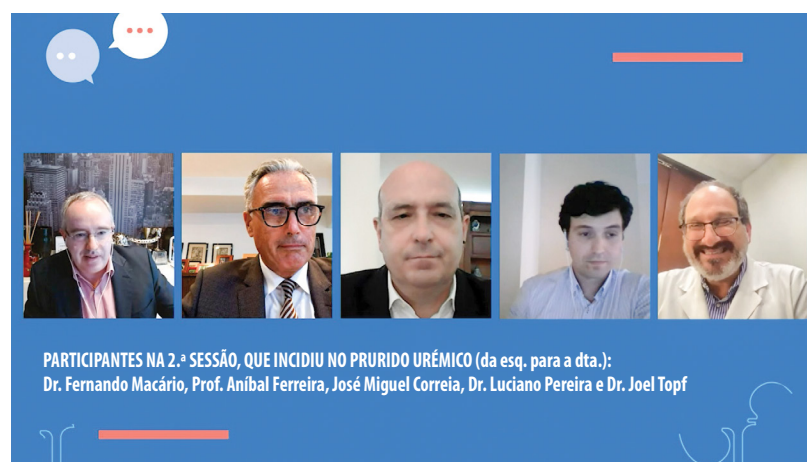 PARTICIPANTES NA 2.ª SESSÃO, QUE INCIDIU NO PRURIDO URÉMICO (da esq. para a dta.):
Dr. Fernando Macário, Prof. Aníbal Ferreira, José Miguel Correia, Dr. Luciano Pereira e Dr. Joel Topf